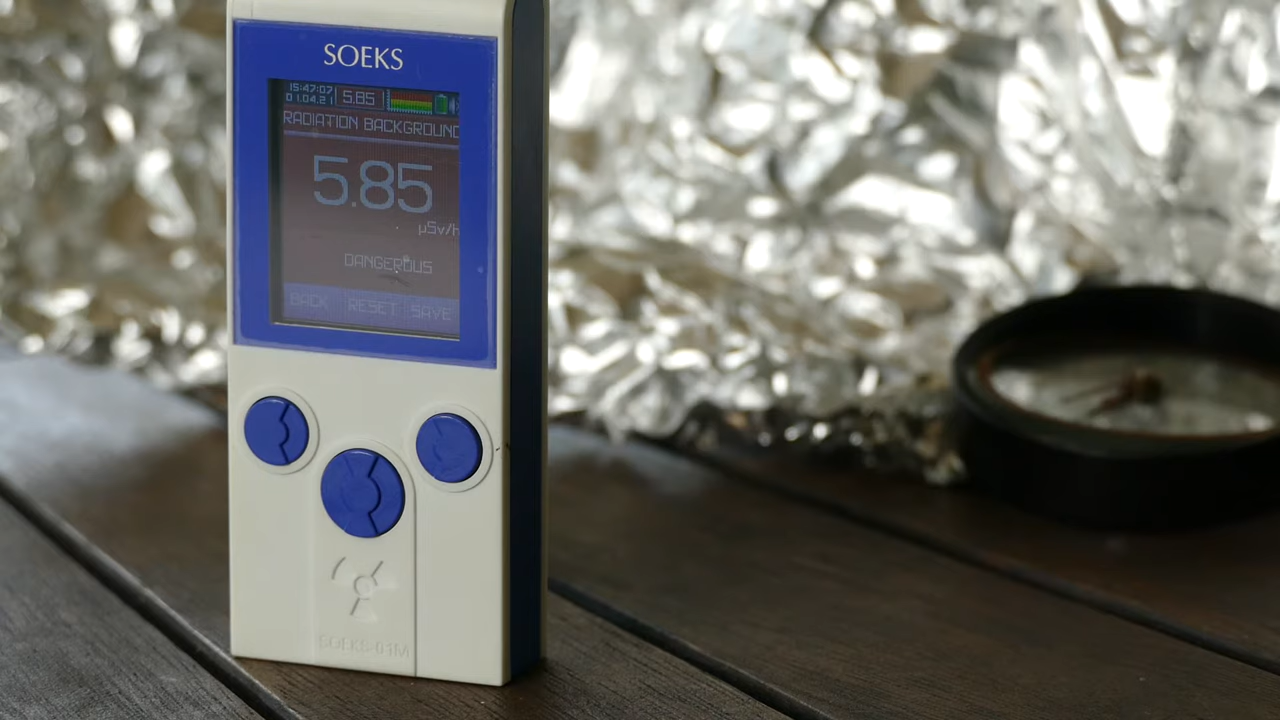 SOEKS
15:47:07
01.04.21
5.85
RADIATION BACKGROUND
5.85
µSv/h
DANGEROUS
BACK RESET SAVE
SOEKS-01M